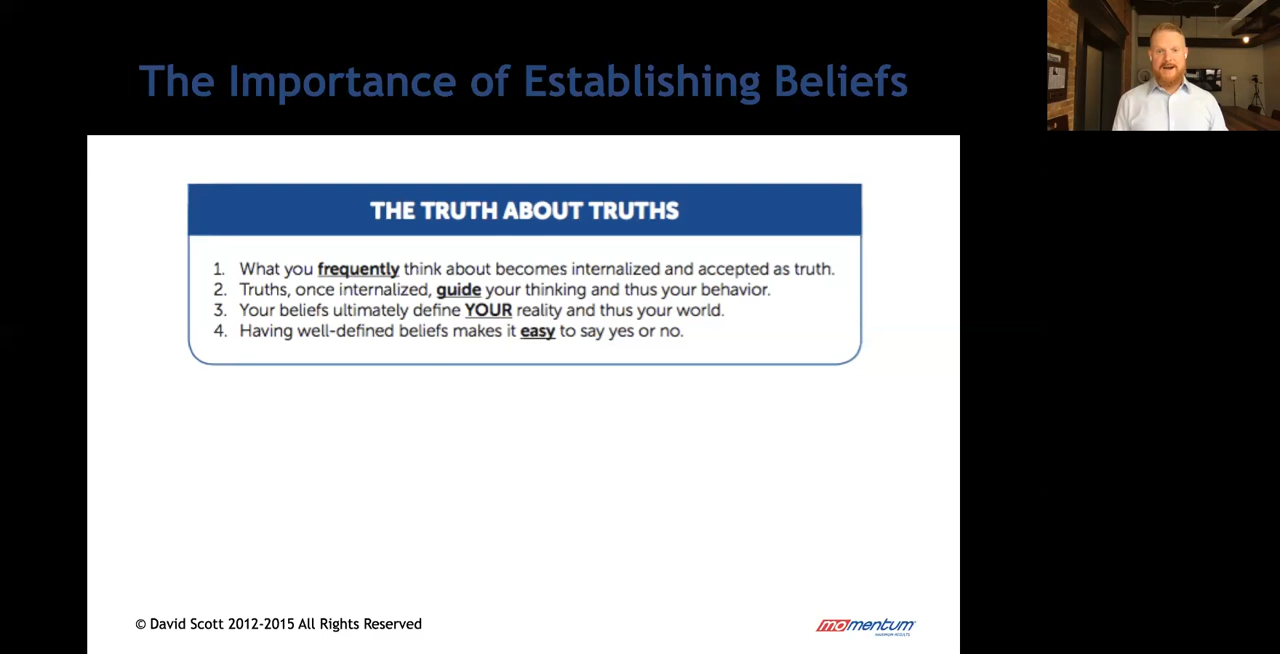 The Importance of Establishing Beliefs
THE TRUTH ABOUT TRUTHS
1. What you frequently think about becomes internalized and accepted as truth.
2. Truths, once internalized, guide your thinking and thus your behavior.
3. Your beliefs ultimately define YOUR reality and thus your world.
4. Having well-defined beliefs makes it easy to say yes or no.
© David Scott 2012-2015 All Rights Reserved
momentum
MAXIMUM RESULTS